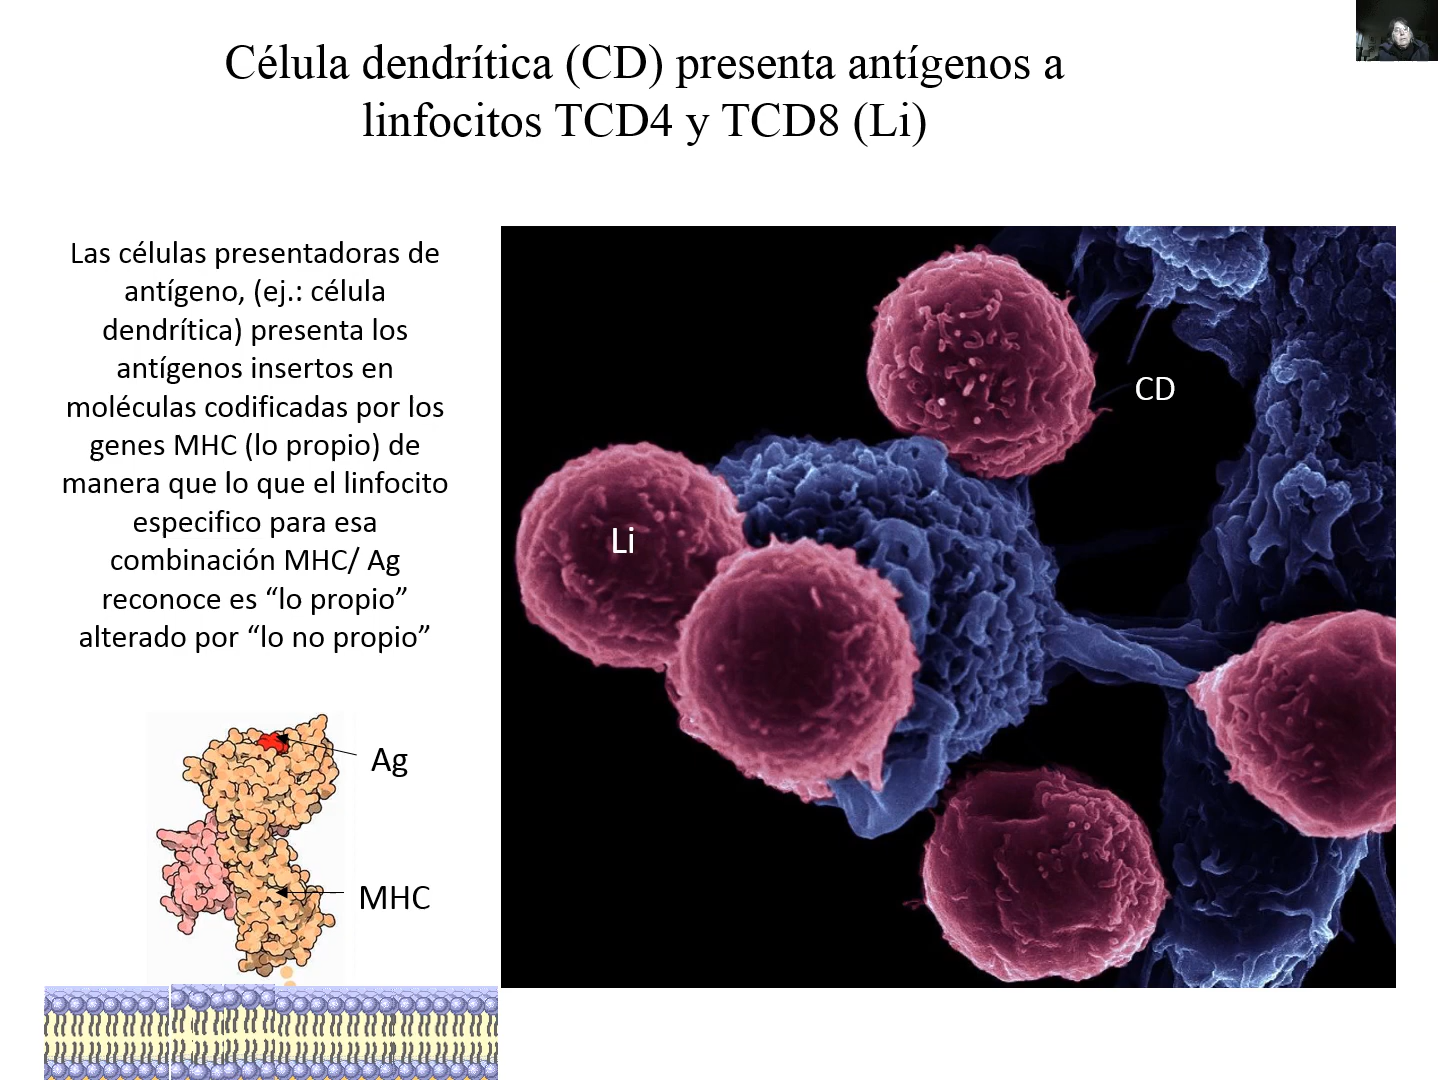 Célula dendrítica (CD) presenta antígenos a
linfocitos TCD4 y TCD8 (Li)
Las células presentadoras de
antígeno, (ej.: célula
dendrítica) presenta los
antígenos insertos en
moléculas codificadas por los
genes MHC (lo propio) de
manera que lo que el linfocito
especifico para esa
combinación MHC/ Ag
reconoce es “lo propio”
alterado por “lo no propio”
Ag
MHC
CD
Li